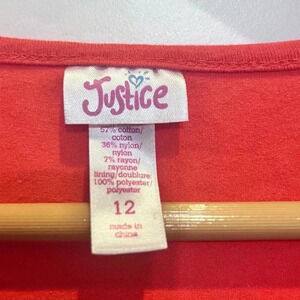 Justice
57% cotton/
coton
36% nylon/
nylon
7% rayon/
rayonne
lining/doublure
100% polyester/
polyester
12
made in
china